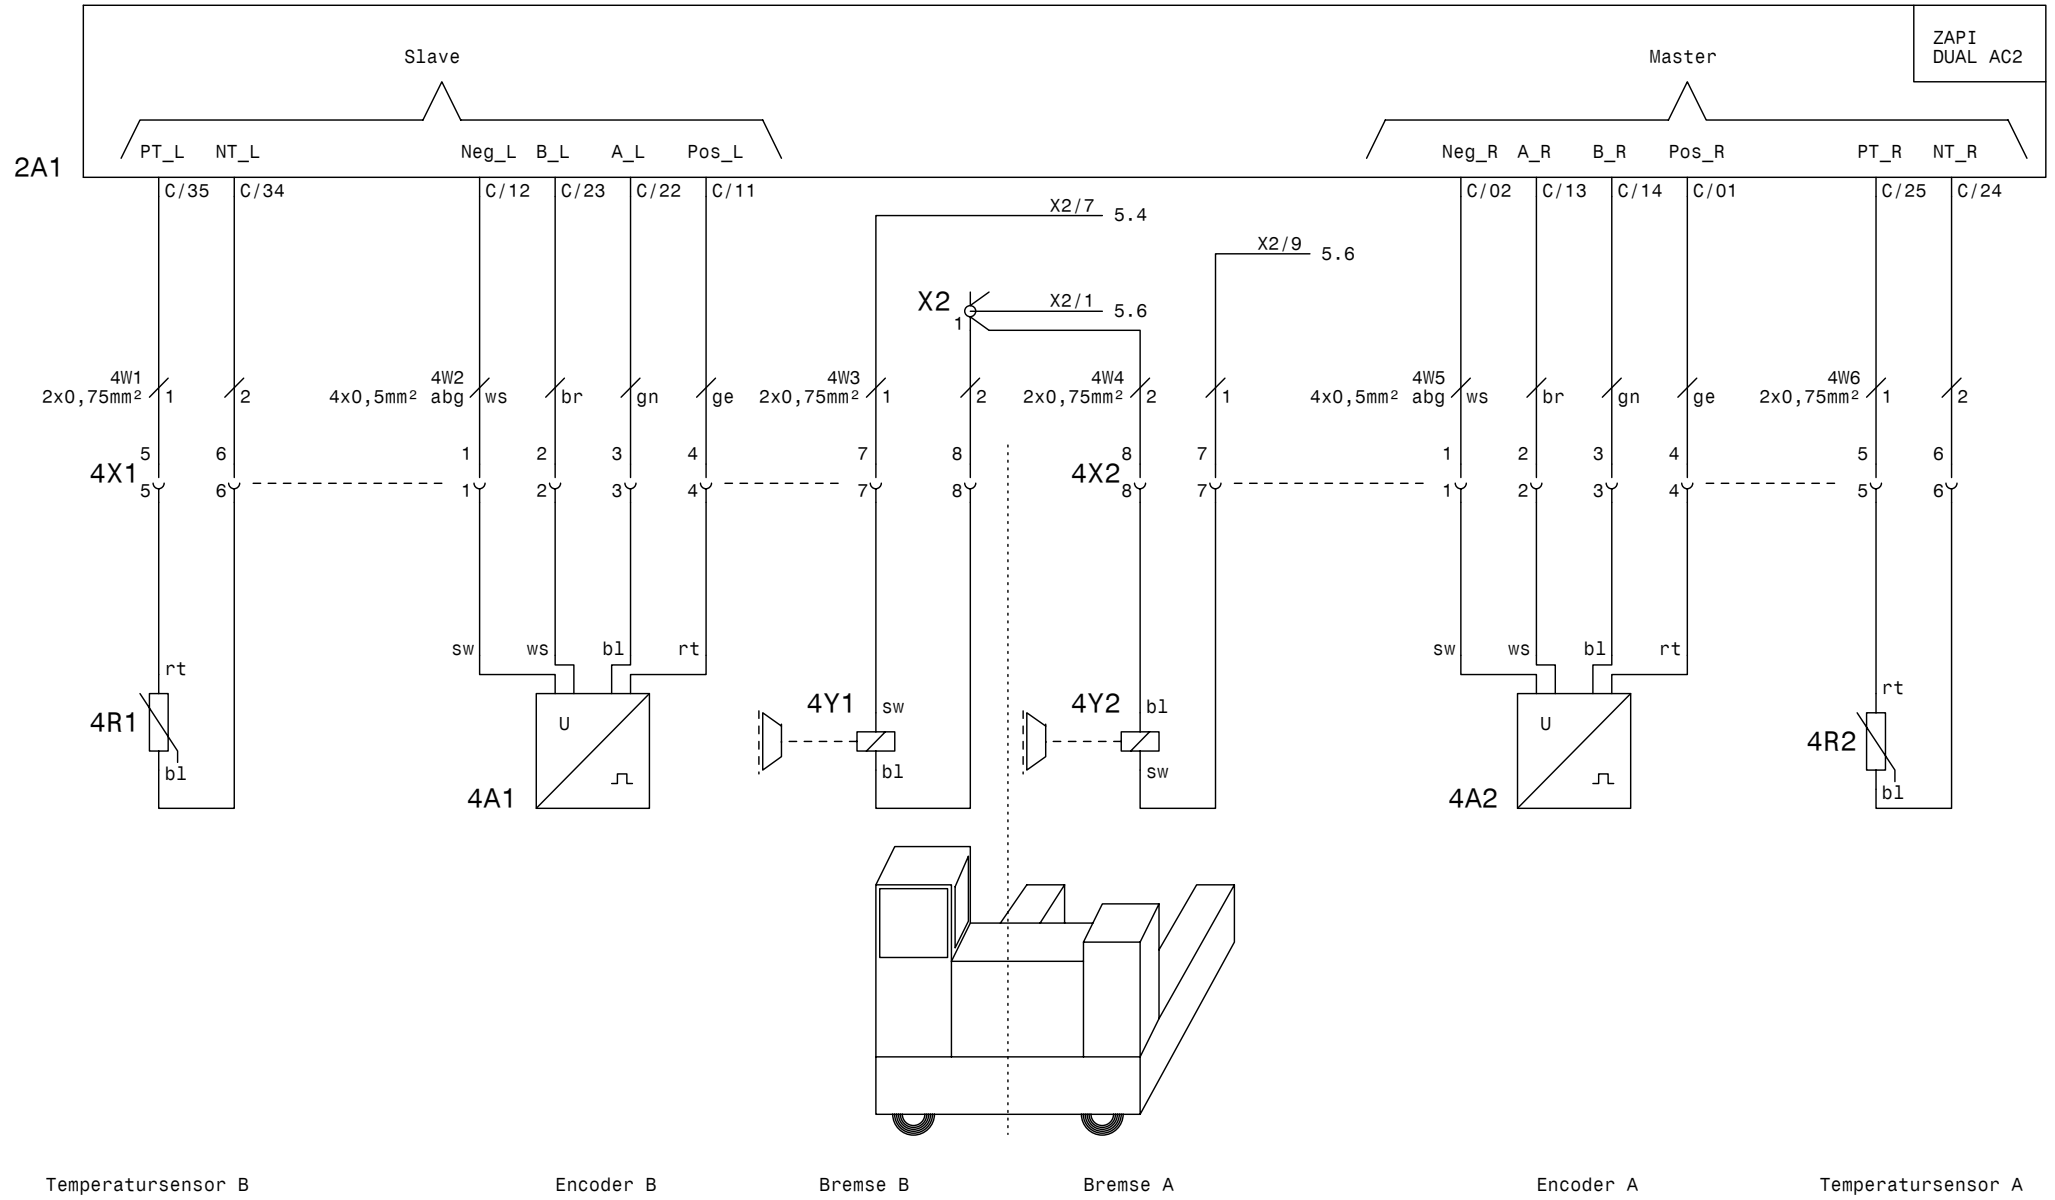 ZAPI
DUAL AC2
Slave Master
PT_L NT_L Neg_L B_L A_L Pos_L Neg_R A_R B_R Pos_R PT_R NT_R
2A1
C/35 C/34 C/12 C/23 C/22 C/11 C/02 C/13 C/14 C/01 C/25 C/24
X2/7 5.4
X2/9 5.6
X2 X2/1 5.6
1
4W1 4W2 4W3 4W4 4W5 4W6
2x0,75mm² 1 2 4x0,5mm² abg ws br gn ge 2x0,75mm² 1 2 2x0,75mm² 2 1 4x0,5mm² abg ws br gn ge 2x0,75mm² 1 2
5 6 1 2 3 4 7 8 8 7 1 2 3 4 5 6
4X1 4X2
5 6 1 2 3 4 7 8 8 7 1 2 3 4 5 6
sw ws bl rt sw ws bl rt
rt rt
4R1 U 4Y1 sw 4Y2 bl U 4R2
bl bl sw bl
4A1 4A2
Temperatursensor B Encoder B Bremse B Bremse A Encoder A Temperatursensor A